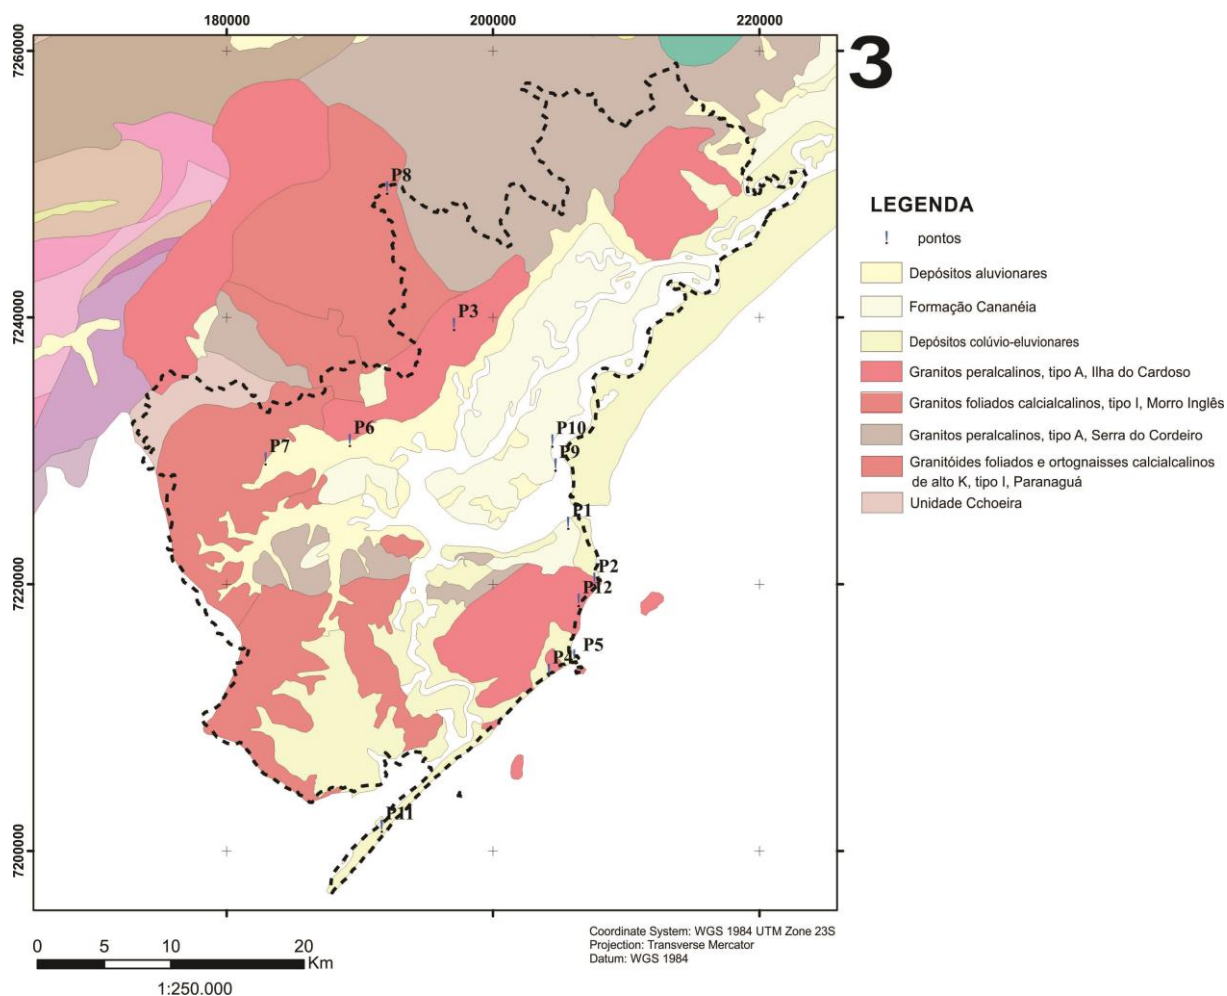 180000 200000 220000
3
7260000
P8
LEGENDA
! pontos
Depósitos aluvionares
Formação Cananéia
7240000
P3
Depósitos colúvio-eluvionares
Granitos peralcalinos, tipo A, Ilha do Cardoso
Granitos foliados calcialcalinos, tipo I, Morro Inglês
P6 P10
Granitos peralcalinos, tipo A, Serra do Cordeiro
P7 P9
Granitóides foliados e ortognaisses calcialcalinos
de alto K, tipo I, Paranaguá
Unidade Cchoeira
P1
P2
7220000
P12
P5
P4
P11
7200000
0 5 10 20
Km
1:250.000
Coordinate System: WGS 1984 UTM Zone 23S
Projection: Transverse Mercator
Datum: WGS 1984